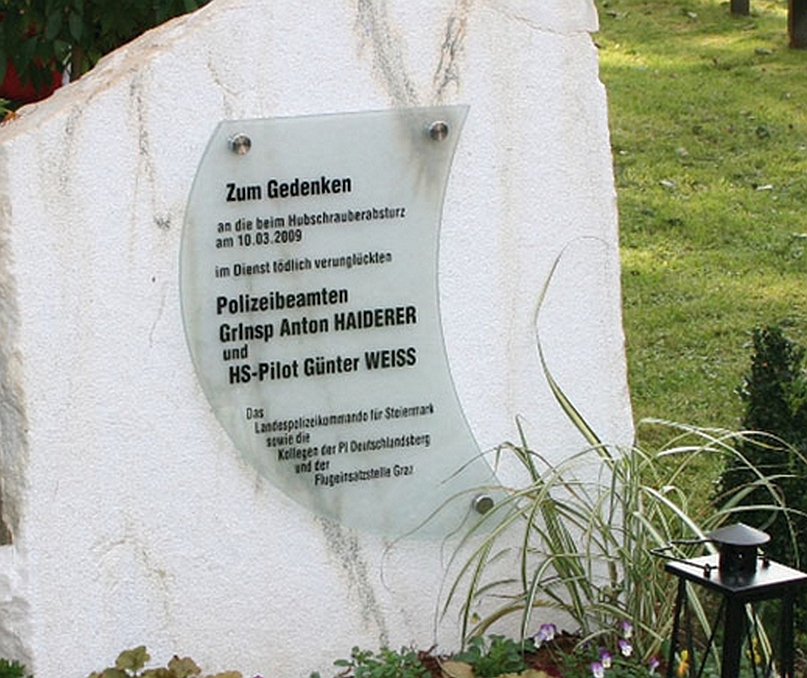 Zum Gedenken
an die beim Hubschrauberabsturz
am 10.03.2009
im Dienst tödlich verunglückten
Polizeibeamten
GrInsp Anton HAIDERER
und
HS-Pilot Günter WEISS
Das
Landespolizeikommando für Steiermark
sowie die
Kollegen der PI Deutschlandsberg
und der
Flugeinsatzstelle Graz